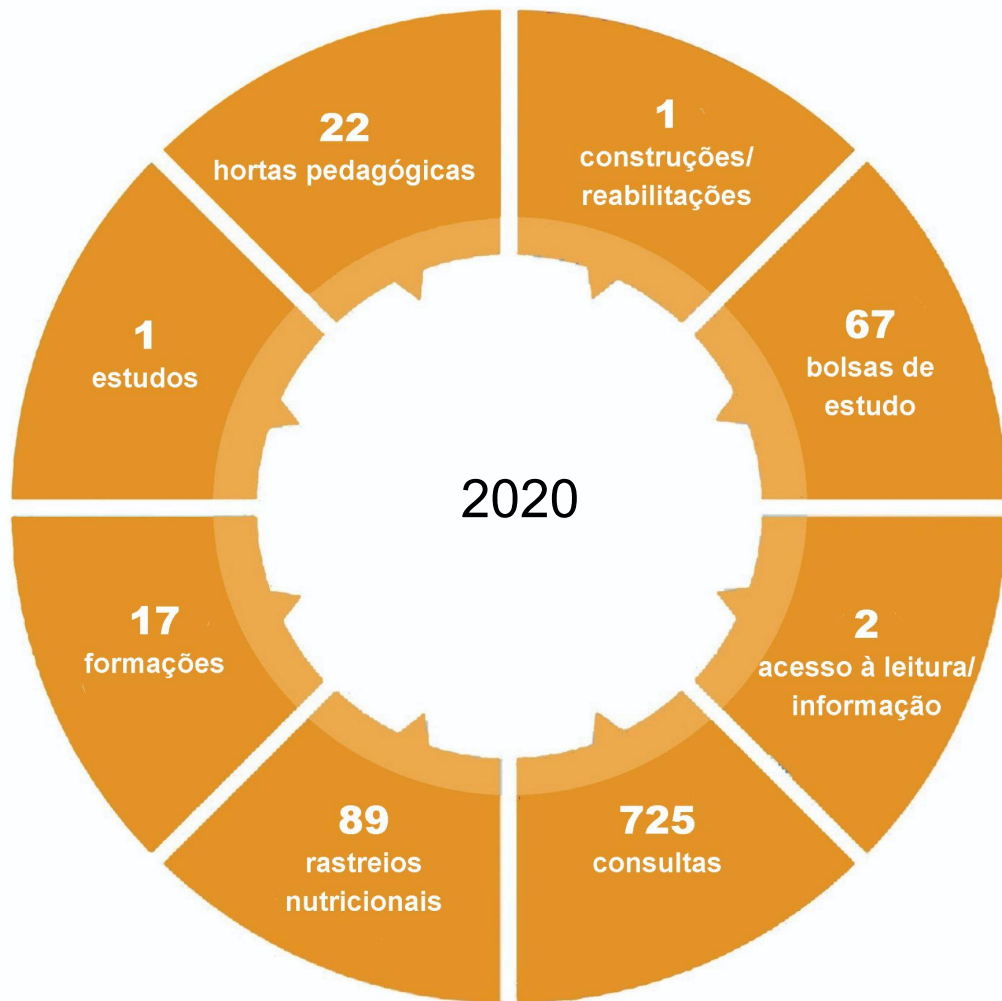 22
hortas pedagógicas
1
construções/
reabilitações
1
estudos
67
bolsas de
estudo
2020
17
formações
2
acesso à leitura/
informação
89
rastreios
nutricionais
725
consultas